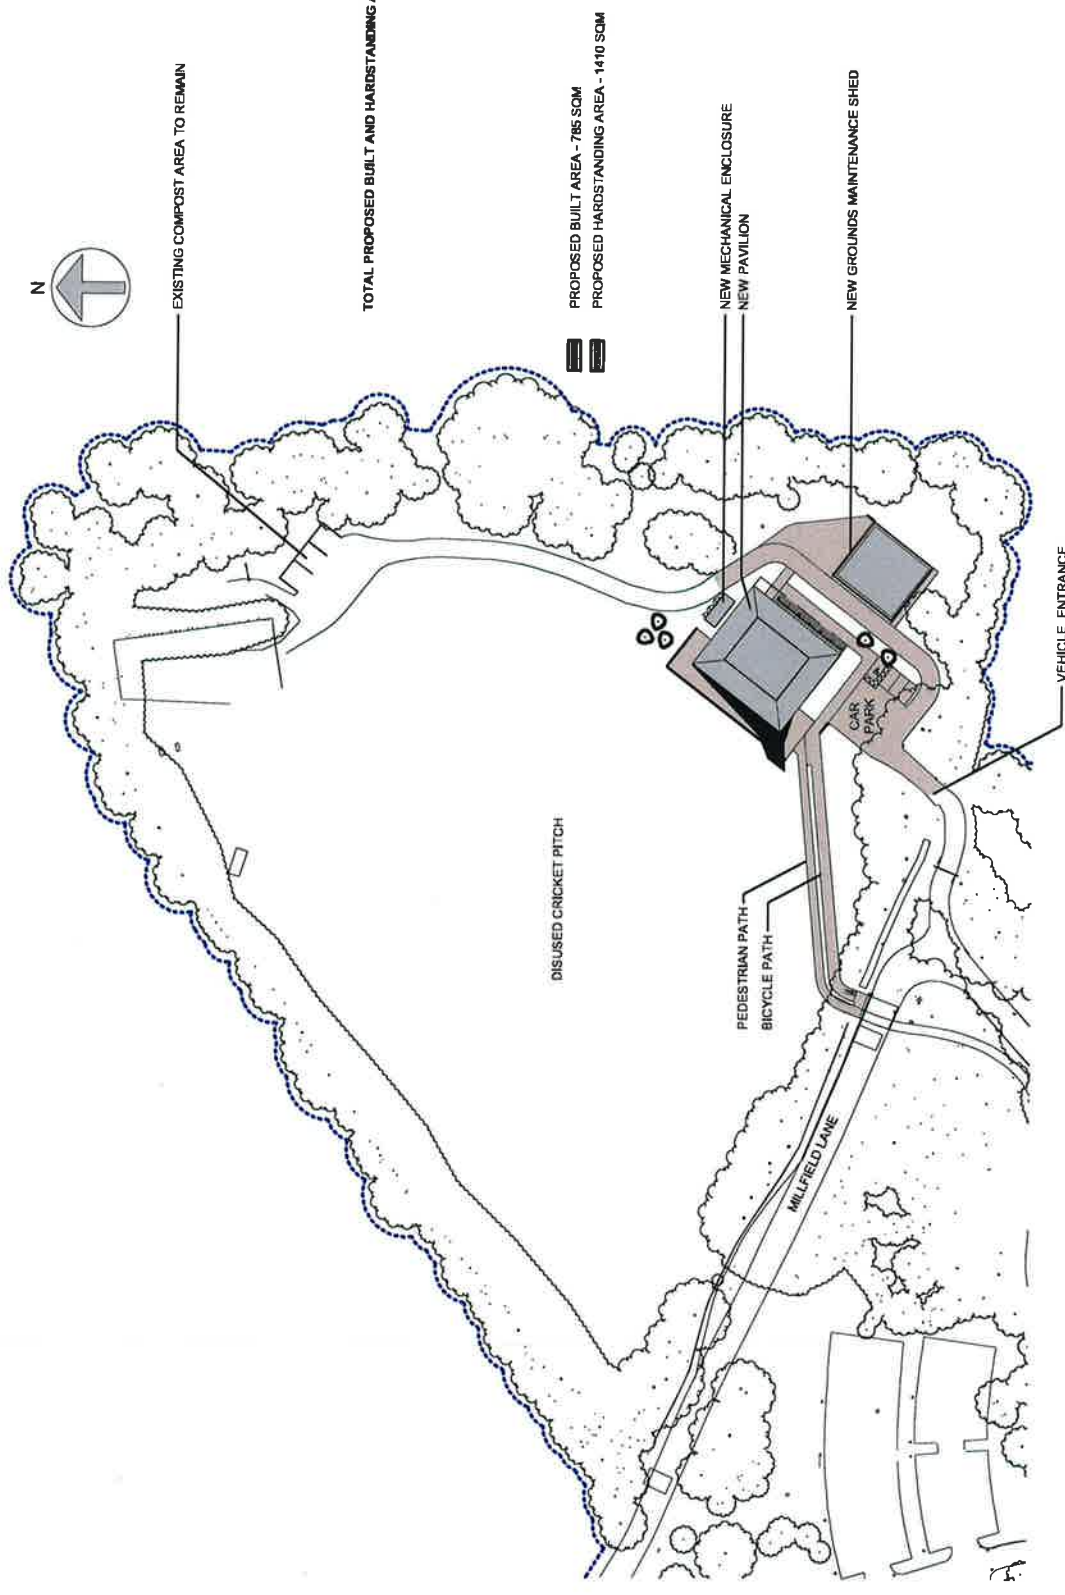 N
EXISTING COMPOST AREA TO REMAIN
TOTAL PROPOSED BUILT AND HARDSTANDING
PROPOSED BUILT AREA - 785 SQM
PROPOSED HARDSTANDING AREA - 1410 SQM
NEW MECHANICAL ENCLOSURE
NEW PAVILION
NEW GROUNDS MAINTENANCE SHED
DISUSED CRICKET PITCH
CAR
PARK
PEDESTRIAN PATH
BICYCLE PATH
MILLFIELD LANE
VEHICLE ENTRANCE